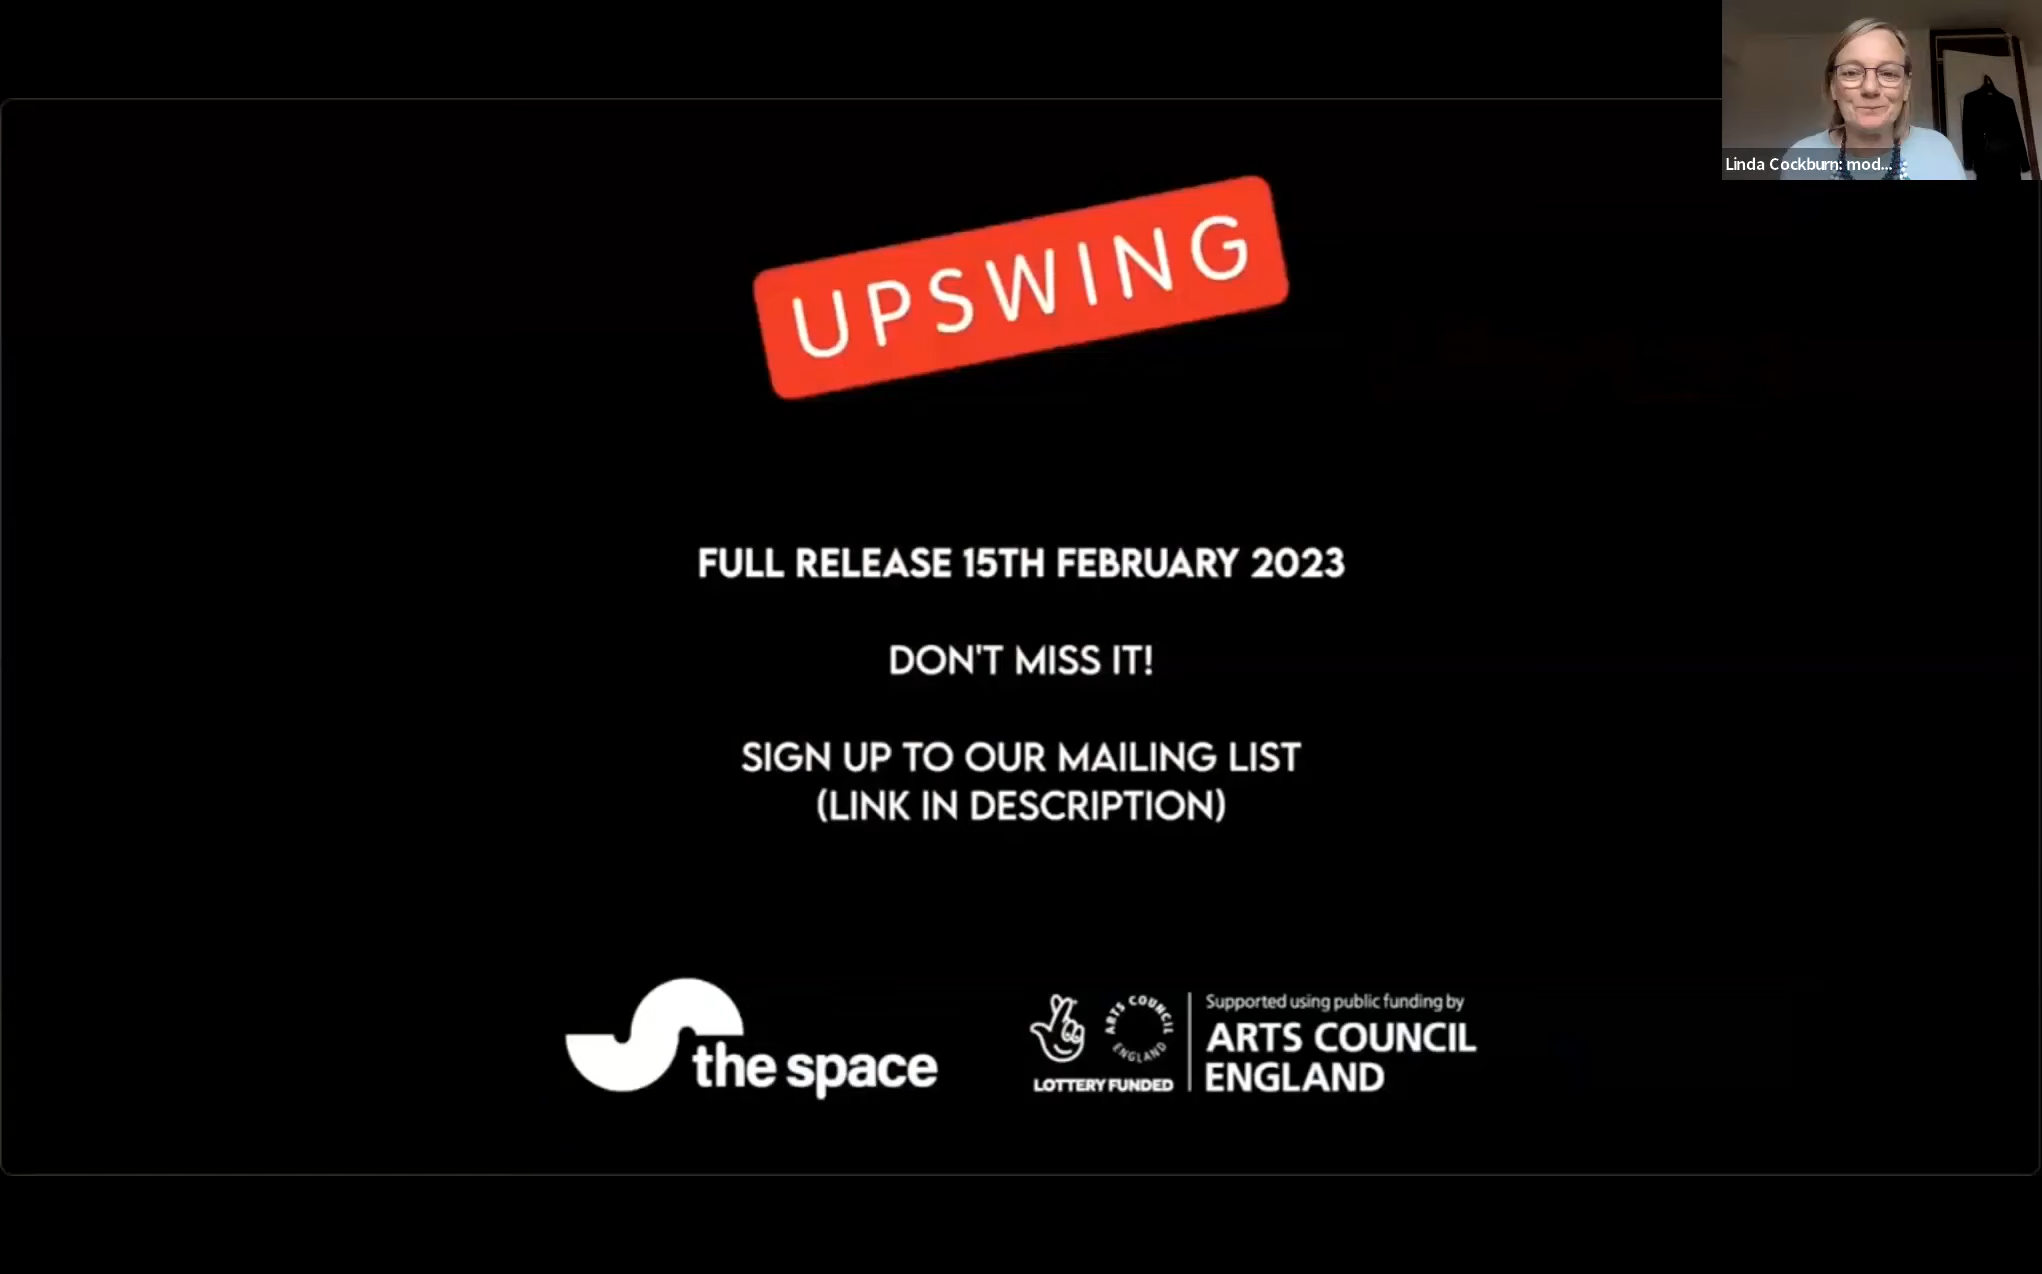 Linda Cockburn: mod...
UPSWING
FULL RELEASE 15TH FEBRUARY 2023
DON'T MISS IT!
SIGN UP TO OUR MAILING LIST
(LINK IN DESCRIPTION)
the space
ARTS COUNCIL
ENGLAND
LOTTERY FUNDED
Supported using public funding by
ARTS COUNCIL
ENGLAND